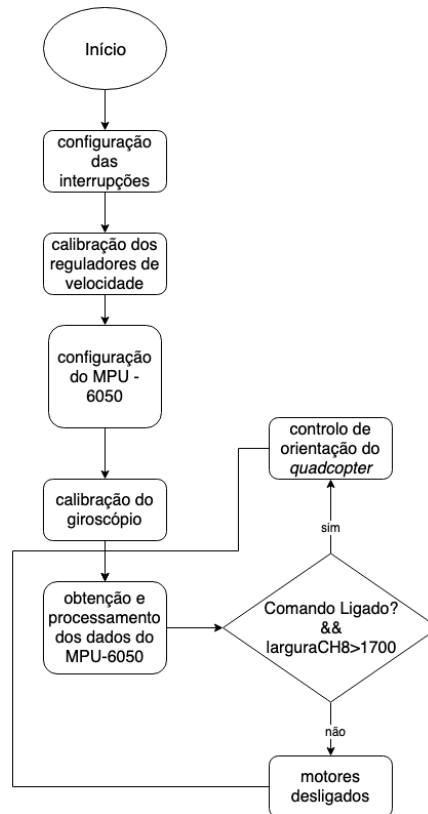 Início
configuração
das
interrupções
calibração dos
reguladores de
velocidade
configuração
do MPU -
6050
calibração do
giroscópio
obtenção e
processamento
dos dados do
MPU-6050
controlo de
orientação do
quadcopter
sim
Comando Ligado?
&&
larguraCH8>1700
não
motores
desligados